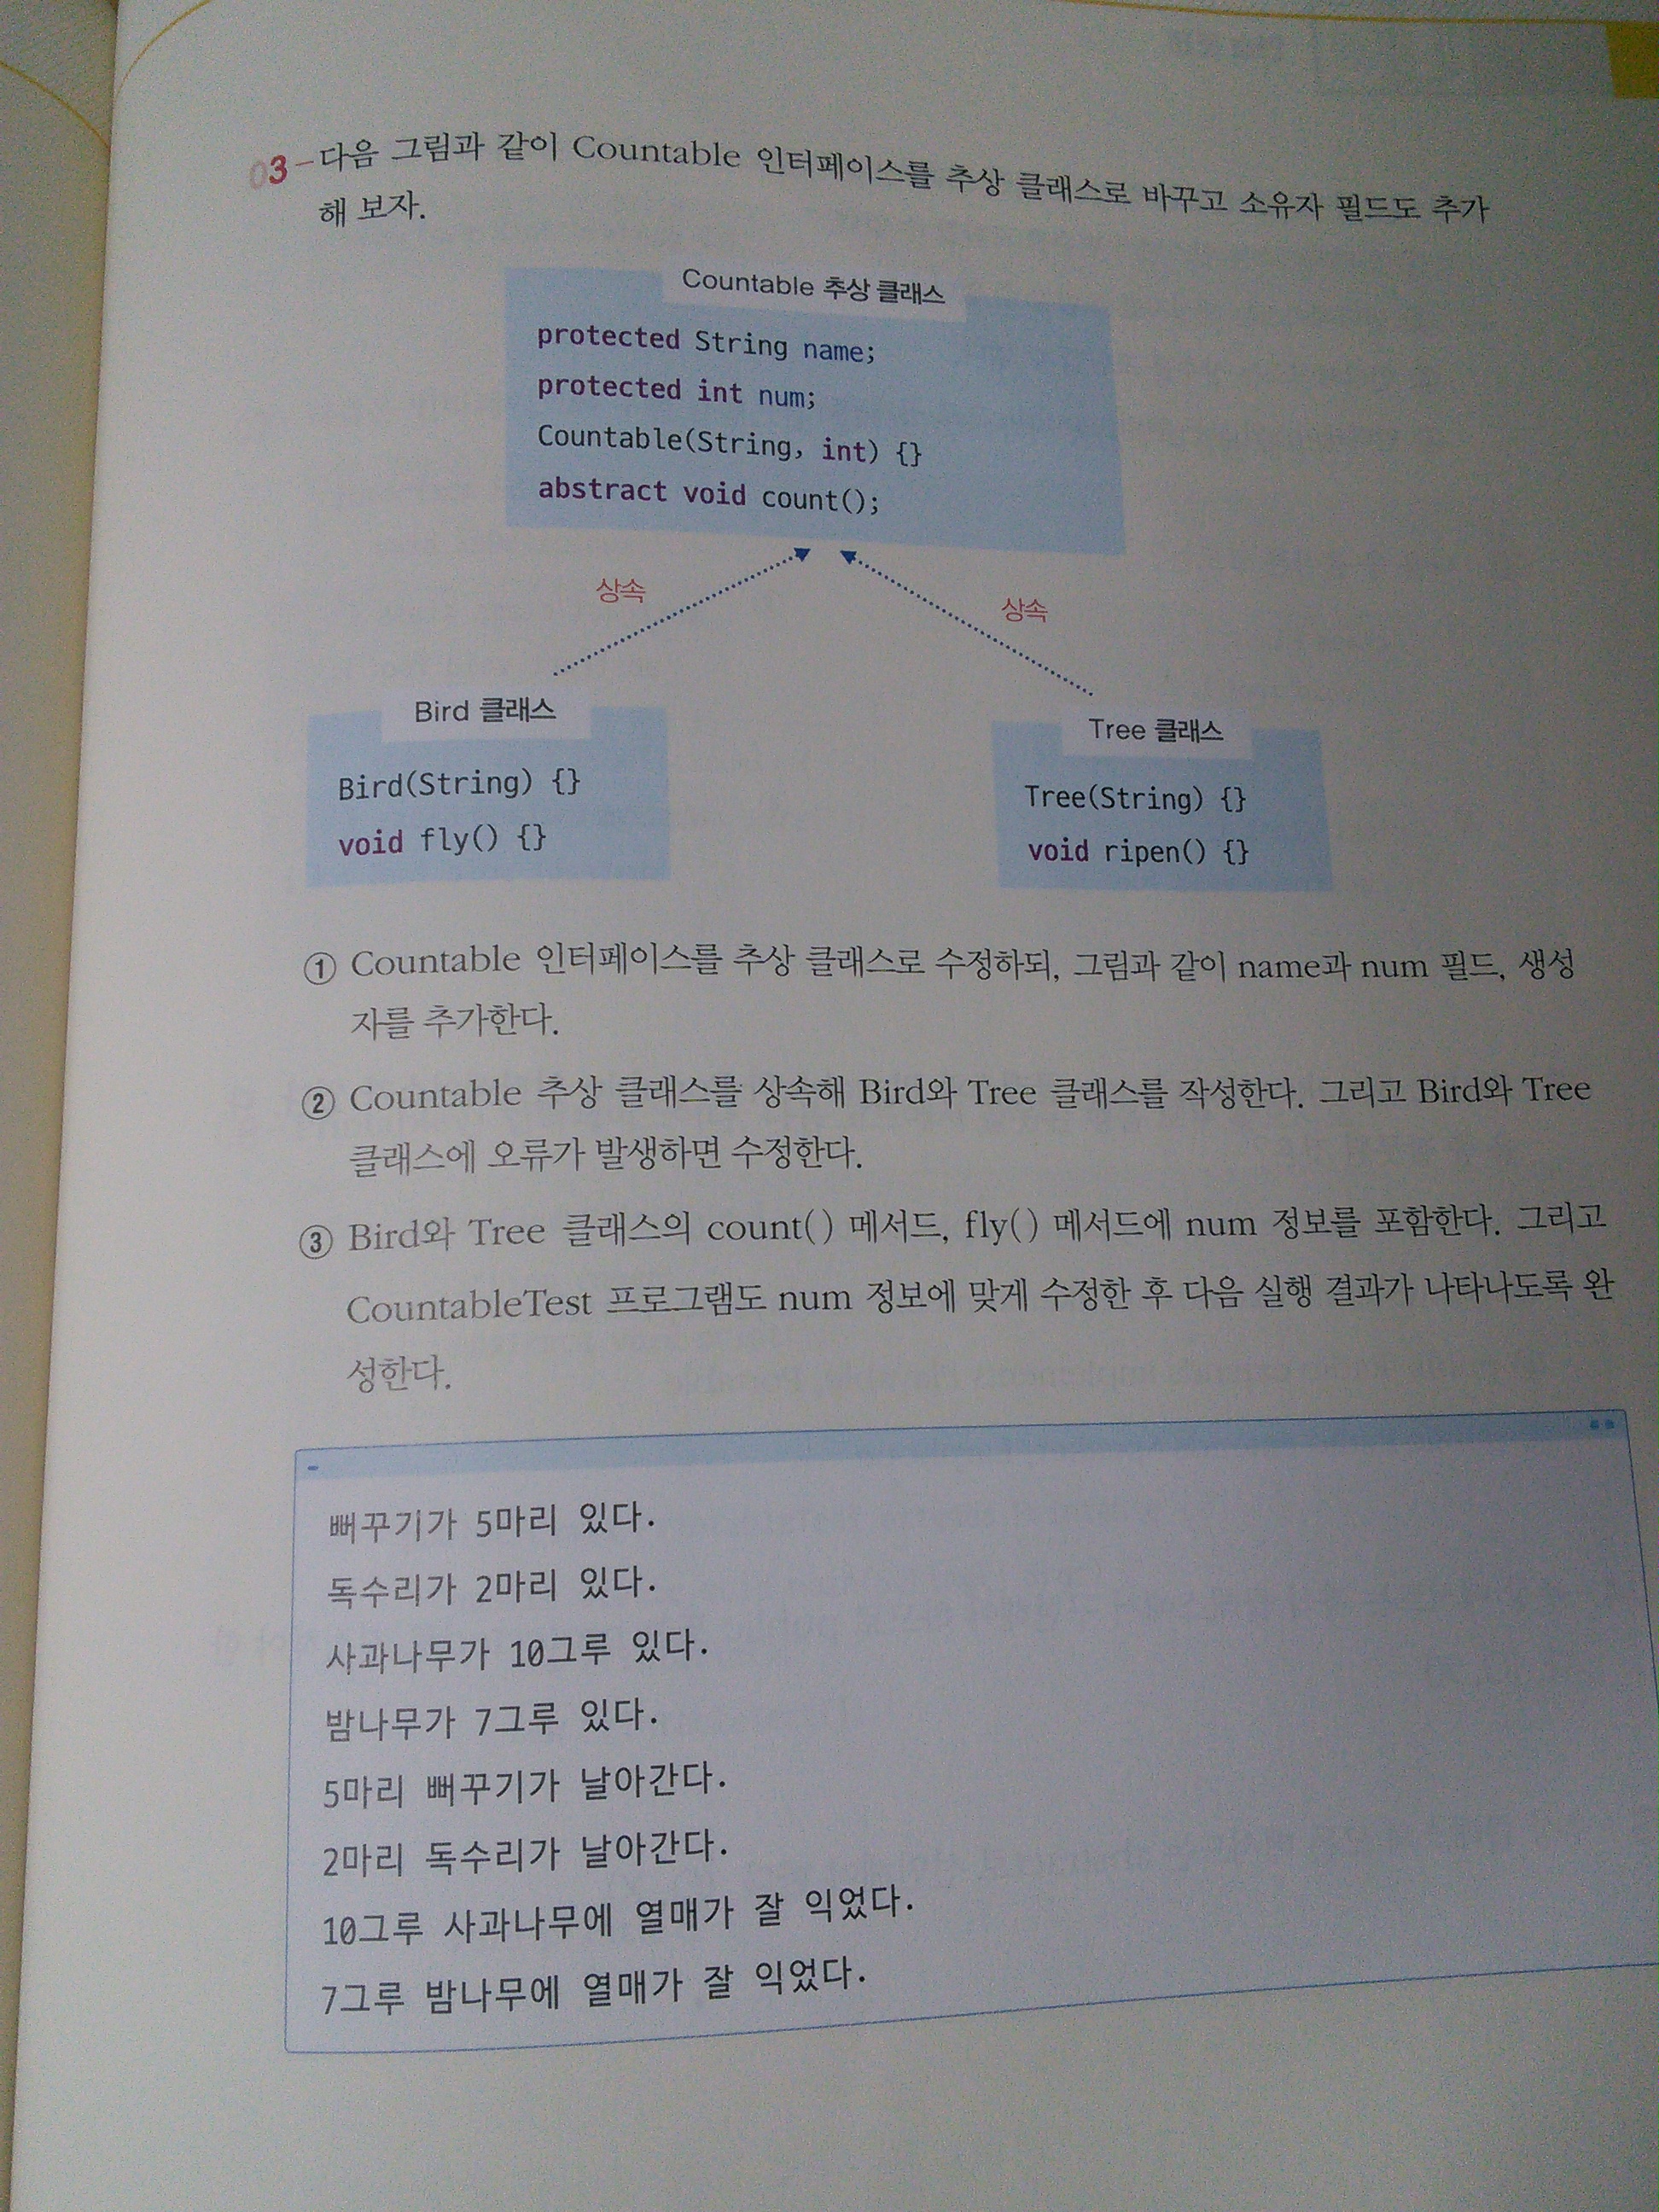 03 다음 그림과 같이 Countable 인터페이스를 추상 클래스로 바꾸고 소유자 필드도 추가
해 보자.
Countable 추상 클래스
protected String name;
protected int num;
Countable(String, int) {}
abstract void count();
상속
상속
Bird 클래스
Bird(String) {}
void fly() {}
Tree 클래스
Tree(String) {}
void ripen() {}
① Countable 인터페이스를 추상 클래스로 수정하되, 그림과 같이 name과 num 필드, 생성
자를 추가한다.
② Countable 추상 클래스를 상속해 Bird와 Tree 클래스를 작성한다. 그리고 Bird와 Tree
클래스에 오류가 발생하면 수정한다.
③ Bird와 Tree 클래스의 count() 메서드, fly() 메서드에 num 정보를 포함한다. 그리고
CountableTest 프로그램도 num 정보에 맞게 수정한 후 다음 실행 결과가 나타나도록 완
성한다.
뻐꾸기가 5마리 있다.
독수리가 2마리 있다.
사과나무가 10그루 있다.
밤나무가 7그루 있다.
5마리 뻐꾸기가 날아간다.
2마리 독수리가 날아간다.
10그루 사과나무에 열매가 잘 익었다.
7그루 밤나무에 열매가 잘 익었다.